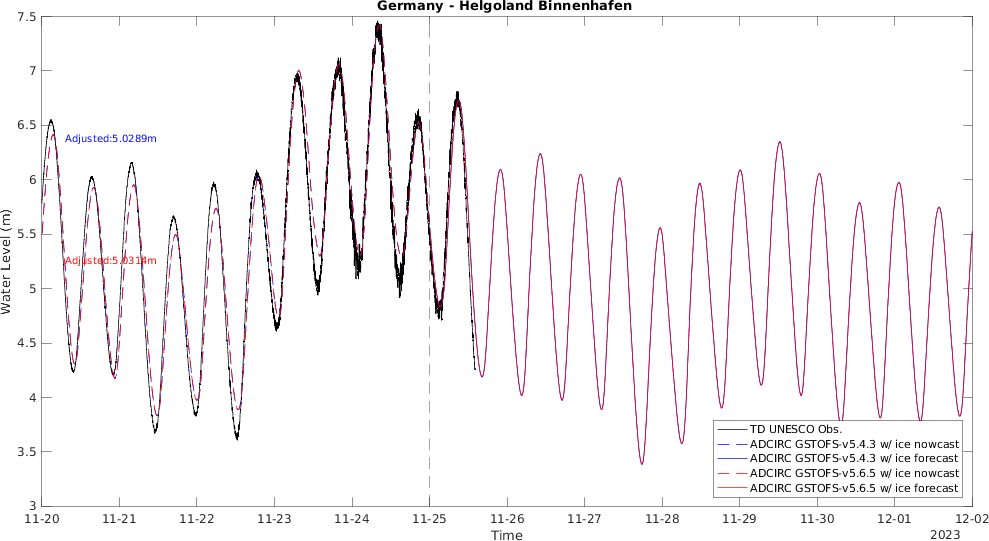 Germany - Helgoland Binnenhafen
7.5
7
6.5
6
5.5
5
4.5
4
3.5
3
Water Level (m)
Adjusted:5.0289m
Adjusted:5.0314m
TD UNESCO Obs.
ADCIRC GSTOFS-v5.4.3 w/ ice nowcast
ADCIRC GSTOFS-v5.4.3 w/ ice forecast
ADCIRC GSTOFS-v5.6.5 w/ ice nowcast
ADCIRC GSTOFS-v5.6.5 w/ ice forecast
11-20 11-21 11-22 11-23 11-24 11-25 11-26 11-27 11-28 11-29 11-30 12-01 12-02
Time
2023